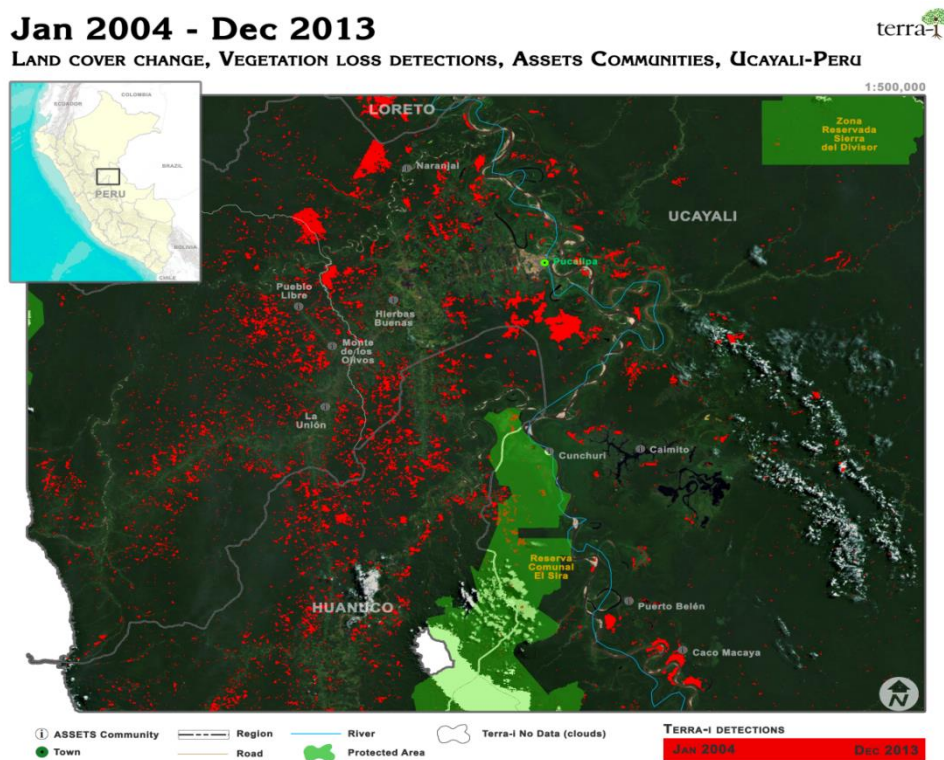 Jan 2004 - Dec 2013
Land cover change, Vegetation loss detections, Assets Communities, Ucayali-Peru
terra-i
1:500,000
COLOMBIA
ECUADOR
BRAZIL
PERU
BOLIVIA
CHILE
LORETO
Naranjal
UCAYALI
Zona
Reservada
Sierra
del Divisor
Pucallpa
Pueblo
Libre
Hierbas
Buenas
Monte
de los
Olivos
La
Unión
Cunchuri
Caimito
Reserva
Comunal
El Sira
HUANUCO
Puerto Belén
Caco Macaya
N
ASSETS Community
Region
River
Terra-i No Data (clouds)
Town
Road
Protected Area
Terra-i detections
Jan 2004
Dec 2013